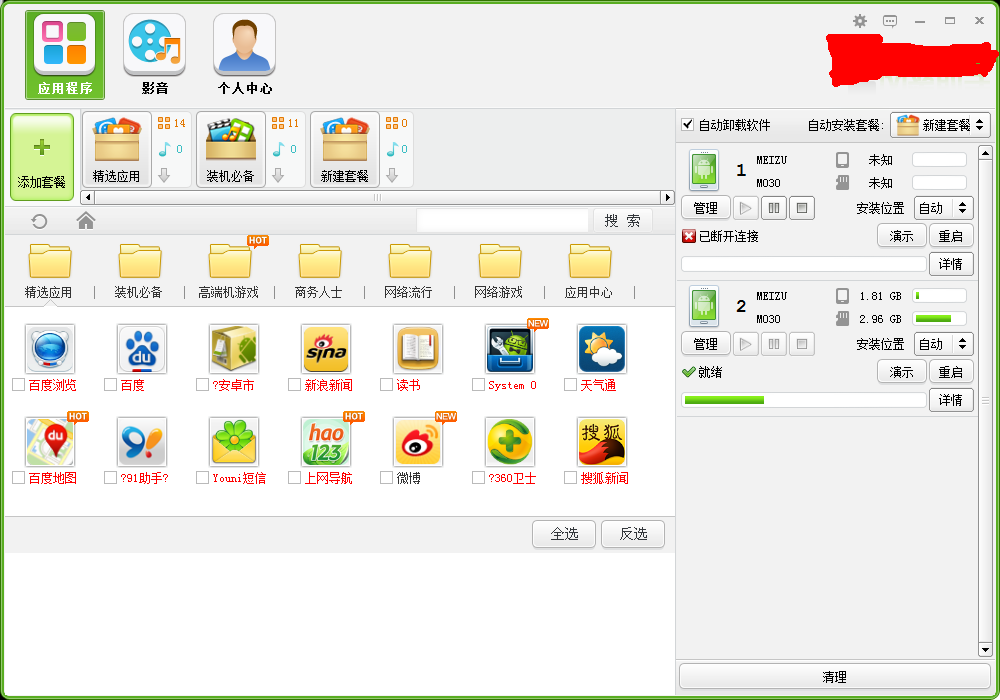 应用程序
影音
个人中心
添加套餐
精选应用
14
0
装机必备
11
0
新建套餐
0
0
搜 索
HOT
精选应用
装机必备
高端机游戏
商务人士
网络流行
网络游戏
应用中心
du
sina
NEW
百度浏览
百度
?安卓市
新浪新闻
读书
System O
天气通
HOT
du
91
HOT
hao
123
NEW
搜狐
百度地图
?91助手?
Youni短信
上网导航
微博
?360卫士
搜狐新闻
全选
反选
自动卸载软件
自动安装套餐:
新建套餐
1
MEIZU
M030
未知
未知
管理
安装位置
自动
已断开连接
演示
重启
详情
2
MEIZU
M030
1.81 GB
2.96 GB
管理
安装位置
自动
就绪
演示
重启
详情
清理